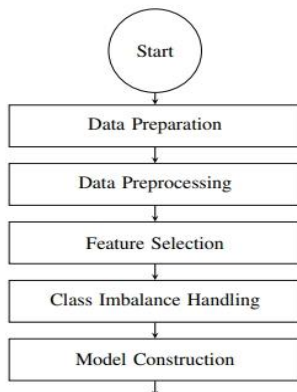 Start
Data Preparation
Data Preprocessing
Feature Selection
Class Imbalance Handling
Model Construction